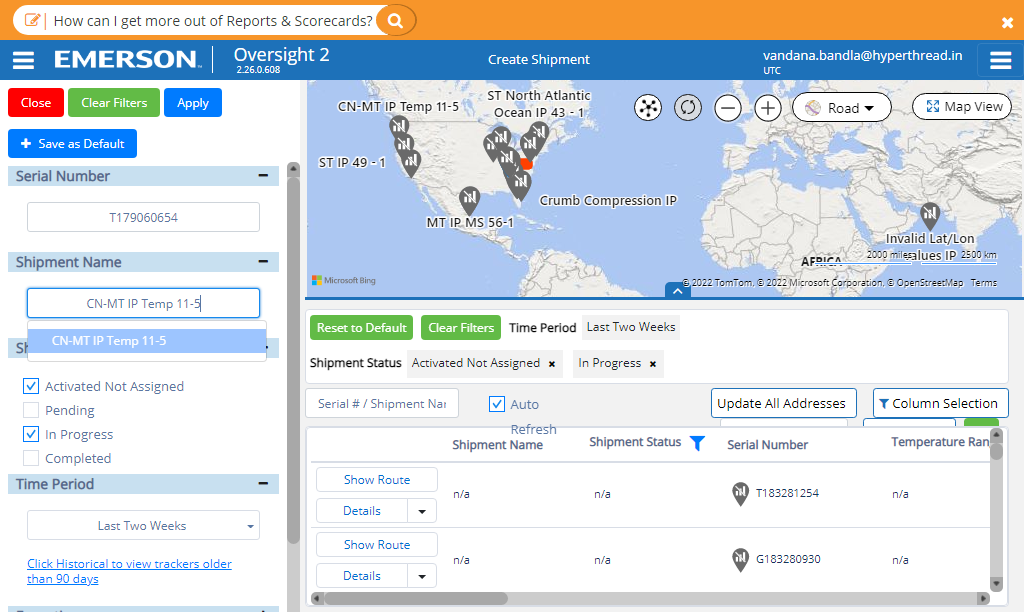 How can I get more out of Reports & Scorecards?
EMERSON
Oversight 2
2.26.0.608
Create Shipment
vandana.bandla@hyperthread.in
UTC
Close
Clear Filters
Apply
+ Save as Default
Serial Number
T179060654
Shipment Name
CN-MT IP Temp 11-5
CN-MT IP Temp 11-5
Activated Not Assigned
Pending
In Progress
Completed
Time Period
Last Two Weeks
Click Historical to view trackers older
than 90 days
CN-MT IP Temp 11-5
ST North Atlantic
Ocean IP 43 - 1
ST IP 49 - 1
MT IP MS 56-1
Crumb Compression IP
Road
Map View
Invalid Lat/Lon
AFRICA
2000 miles
2500 km
Microsoft Bing
© 2022 TomTom, © 2022 Microsoft Corporation, © OpenStreetMap Terms
Reset to Default
Clear Filters
Time Period
Last Two Weeks
Shipment Status
Activated Not Assigned ×
In Progress ×
Serial # / Shipment Nar
Auto
Refresh
Update All Addresses
Column Selection
Shipment Name
Shipment Status
Serial Number
Temperature Ran
Show Route
Details
n/a
n/a
T183281254
n/a
Show Route
Details
n/a
n/a
G183280930
n/a